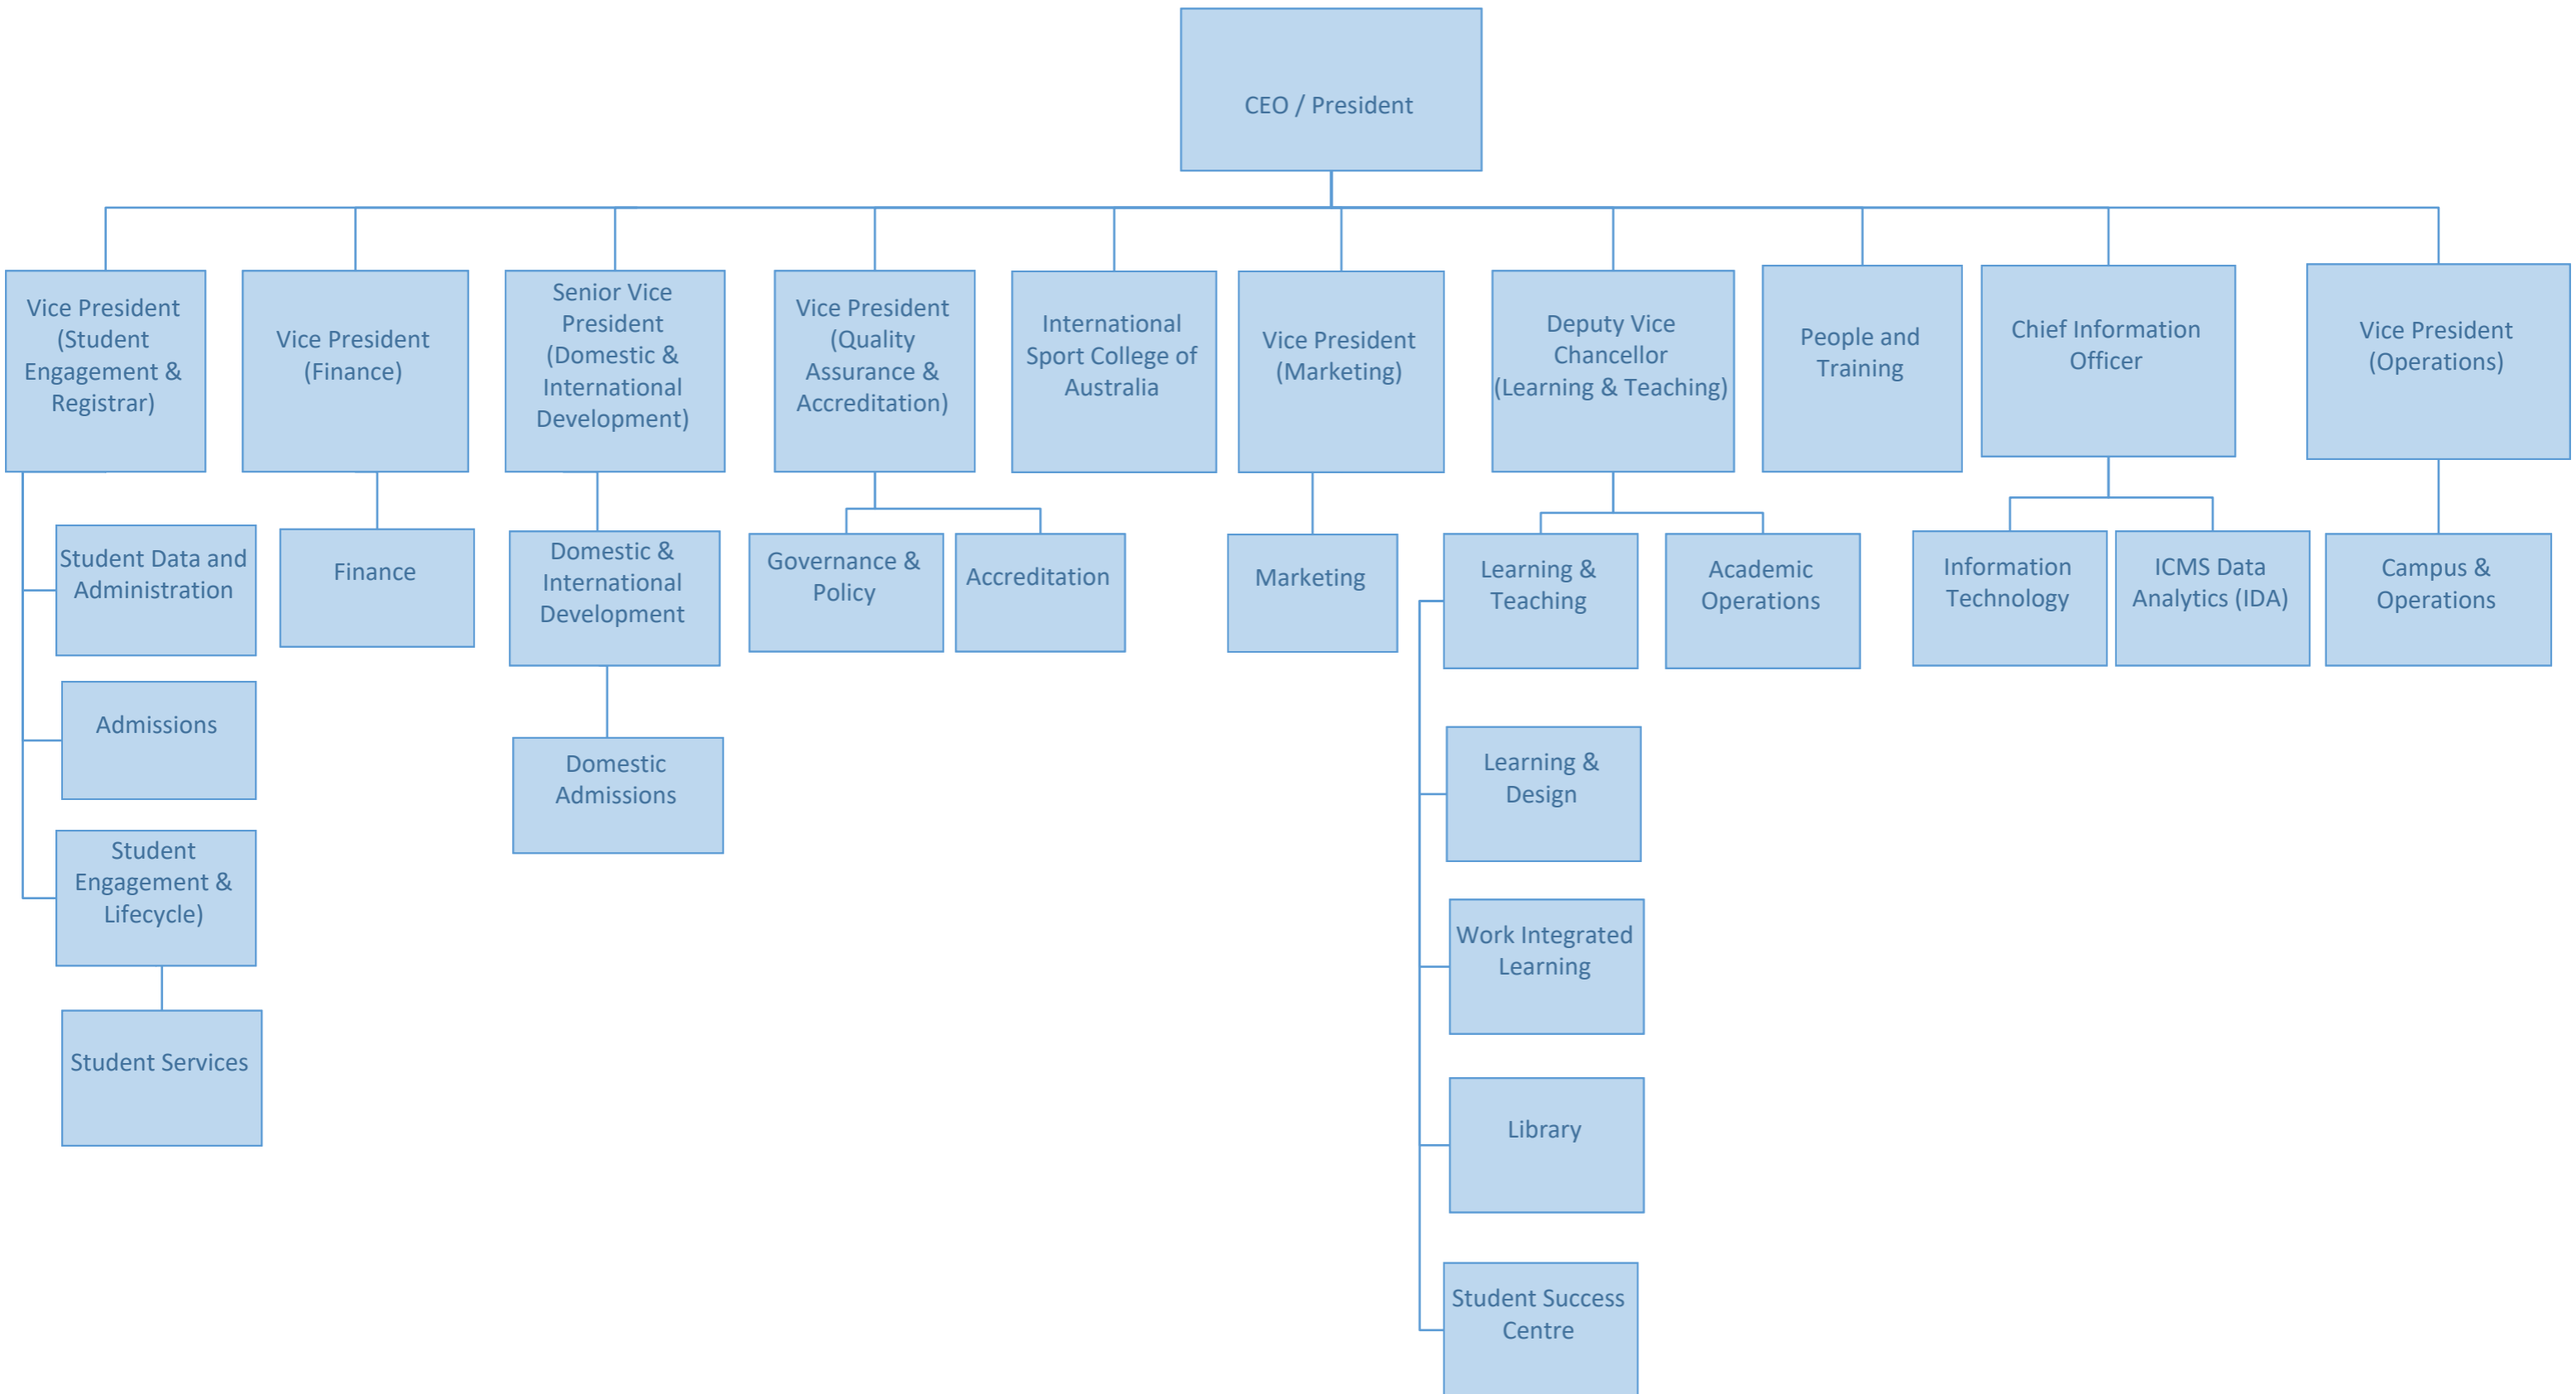 CEO / President
Vice President
(Student
Engagement &
Registrar)
Vice President
(Finance)
Senior Vice
President
(Domestic &
International
Development)
Vice President
(Quality
Assurance &
Accreditation)
International
Sport College of
Australia
Vice President
(Marketing)
Deputy Vice
Chancellor
(Learning & Teaching)
People and
Training
Chief Information
Officer
Vice President
(Operations)
Student Data and
Administration
Finance
Domestic &
International
Development
Governance &
Policy
Accreditation
Marketing
Learning &
Teaching
Academic
Operations
Information
Technology
ICMS Data
Analytics (IDA)
Campus &
Operations
Admissions
Domestic
Admissions
Learning &
Design
Student
Engagement &
Lifecycle)
Work Integrated
Learning
Student Services
Library
Student Success
Centre